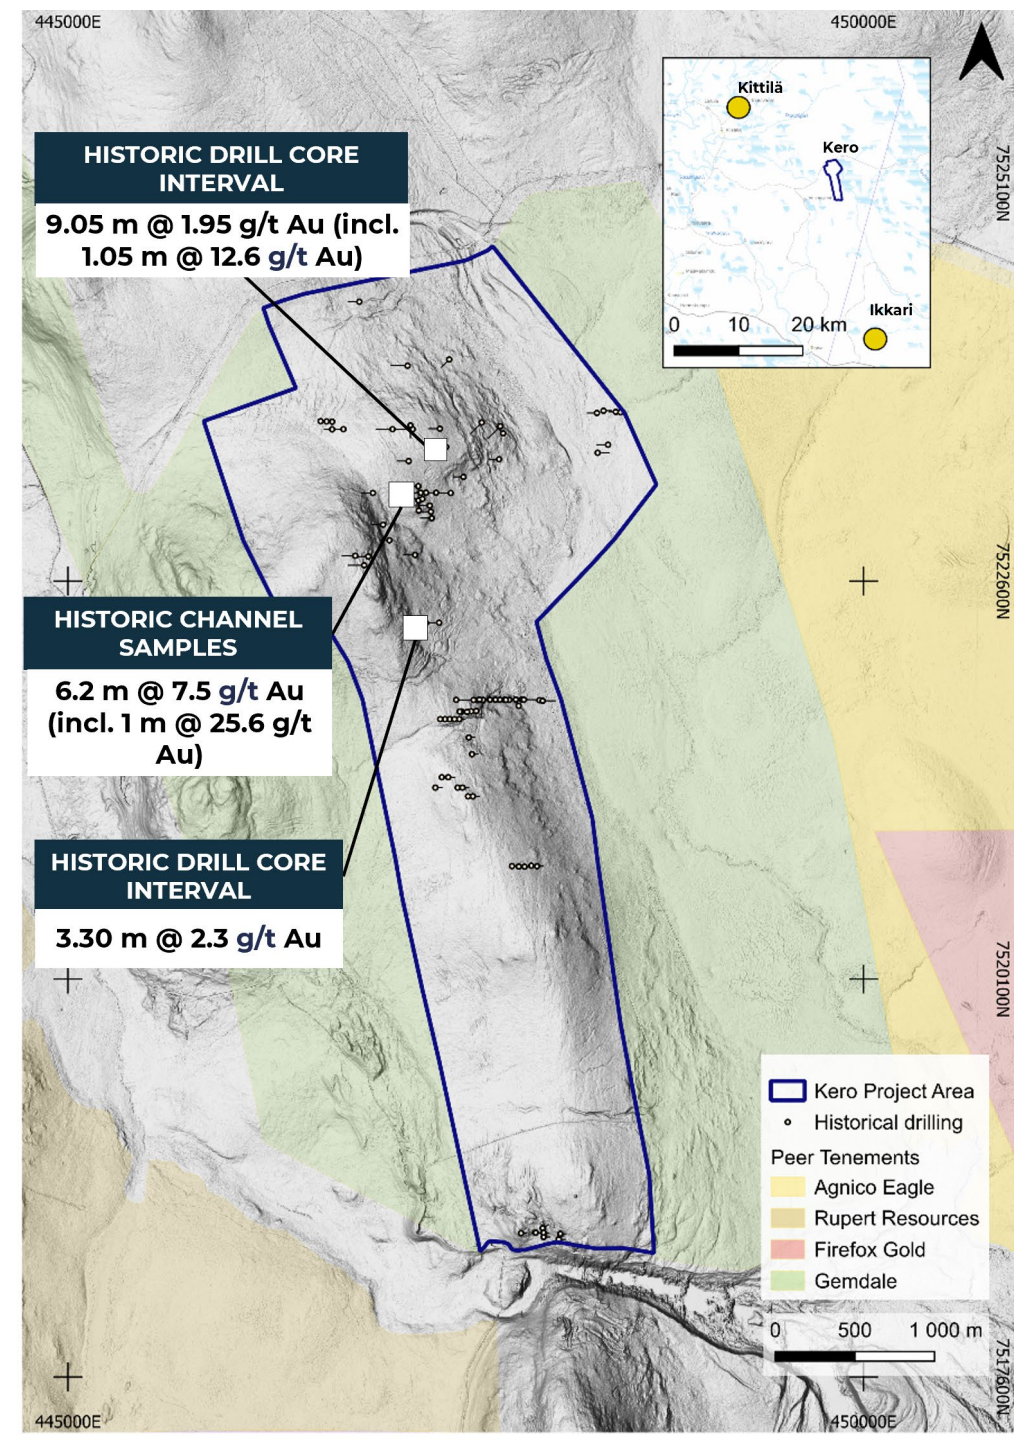 445000E
450000E
7525100N
HISTORIC DRILL CORE
INTERVAL
9.05 m @ 1.95 g/t Au (incl.
1.05 m @ 12.6 g/t Au)
Kittilä
Kero
Ikkari
0 10 20 km
7522600N
HISTORIC CHANNEL
SAMPLES
6.2 m @ 7.5 g/t Au
(incl. 1 m @ 25.6 g/t
Au)
HISTORIC DRILL CORE
INTERVAL
3.30 m @ 2.3 g/t Au
7520100N
Kero Project Area
Historical drilling
Peer Tenements
Agnico Eagle
Rupert Resources
Firefox Gold
Gemdale
0 500 1 000 m
7517600N
445000E
450000E